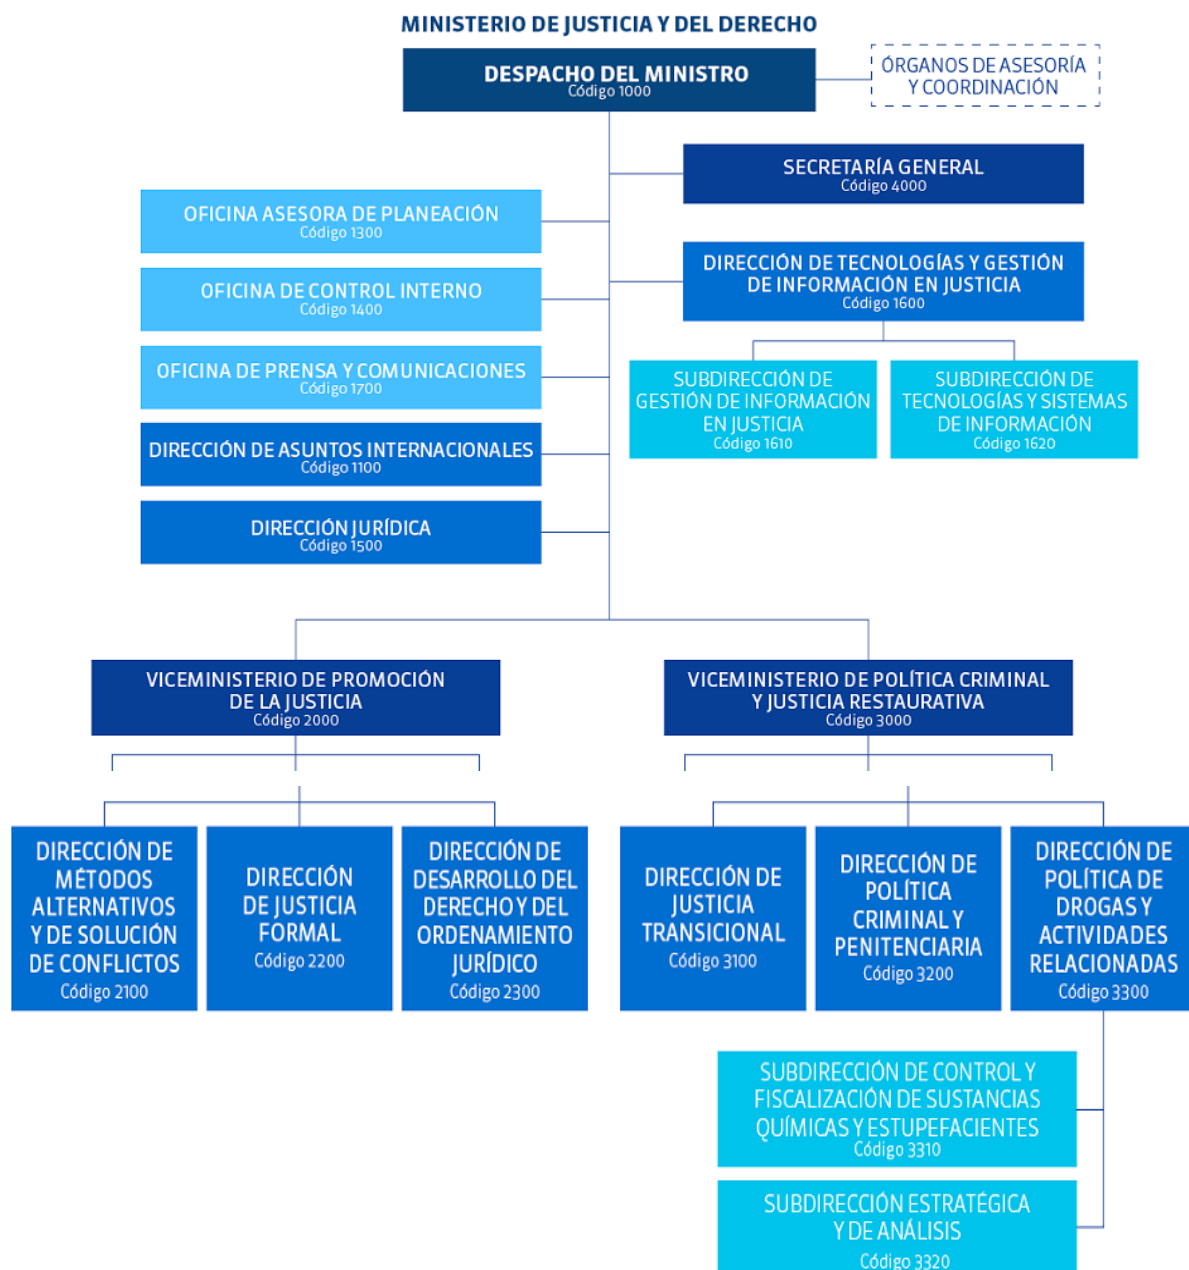 MINISTERIO DE JUSTICIA Y DEL DERECHO
DESPACHO DEL MINISTRO
Código 1000
ÓRGANOS DE ASESORÍA
Y COORDINACIÓN
SECRETARÍA GENERAL
Código 4000
OFICINA ASESORA DE PLANEACIÓN
Código 1300
DIRECCIÓN DE TECNOLOGÍAS Y GESTIÓN
DE INFORMACIÓN EN JUSTICIA
Código 1600
OFICINA DE CONTROL INTERNO
Código 1400
OFICINA DE PRENSA Y COMUNICACIONES
Código 1700
SUBDIRECCIÓN DE
GESTIÓN DE INFORMACIÓN
EN JUSTICIA
Código 1610
SUBDIRECCIÓN DE
TECNOLOGÍAS Y SISTEMAS
DE INFORMACIÓN
Código 1620
DIRECCIÓN DE ASUNTOS INTERNACIONALES
Código 1100
DIRECCIÓN JURÍDICA
Código 1500
VICEMINISTERIO DE PROMOCIÓN
DE LA JUSTICIA
Código 2000
VICEMINISTERIO DE POLÍTICA CRIMINAL
Y JUSTICIA RESTAURATIVA
Código 3000
DIRECCIÓN DE
MÉTODOS
ALTERNATIVOS
Y DE SOLUCIÓN
DE CONFLICTOS
Código 2100
DIRECCIÓN
DE JUSTICIA
FORMAL
Código 2200
DIRECCIÓN DE
DESARROLLO DEL
DERECHO Y DEL
ORDENAMIENTO
JURÍDICO
Código 2300
DIRECCIÓN DE
JUSTICIA
TRANSICIONAL
Código 3100
DIRECCIÓN DE
POLÍTICA
CRIMINAL Y
PENITENCIARIA
Código 3200
DIRECCIÓN DE
POLÍTICA DE
DROGAS Y
ACTIVIDADES
RELACIONADAS
Código 3300
SUBDIRECCIÓN DE CONTROL Y
FISCALIZACIÓN DE SUSTANCIAS
QUÍMICAS Y ESTUPEFACIENTES
Código 3310
SUBDIRECCIÓN ESTRATÉGICA
Y DE ANÁLISIS
Código 3320